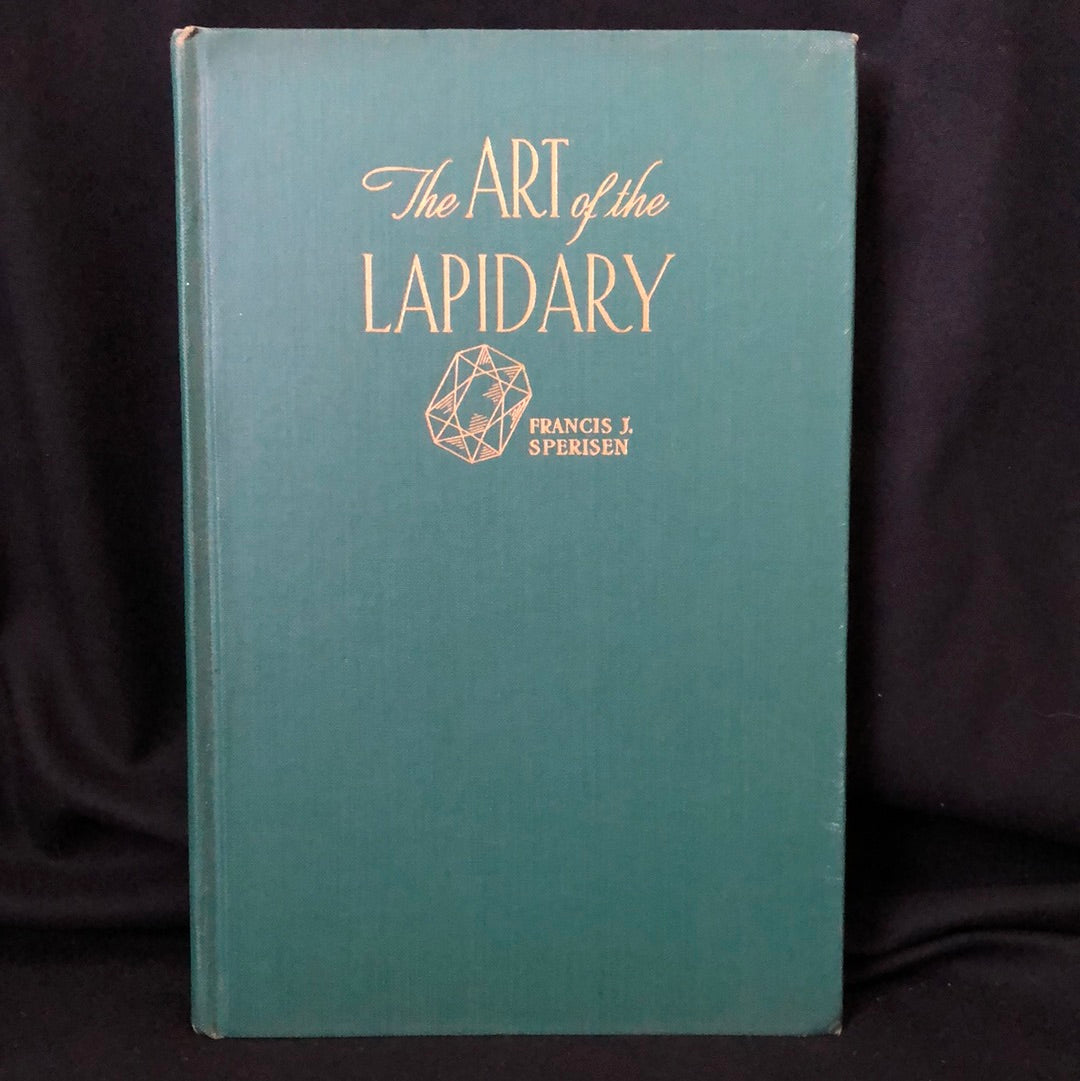 The ART of the
LAPIDARY
FRANCIS J.
SPERISEN